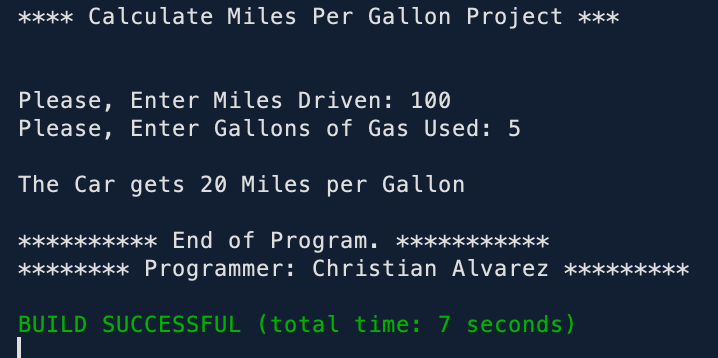 **** Calculate Miles Per Gallon Project ***
Please, Enter Miles Driven: 100
Please, Enter Gallons of Gas Used: 5
The Car gets 20 Miles per Gallon
********** End of Program. ***********
******** Programmer: Christian Alvarez *********
BUILD SUCCESSFUL (total time: 7 seconds)